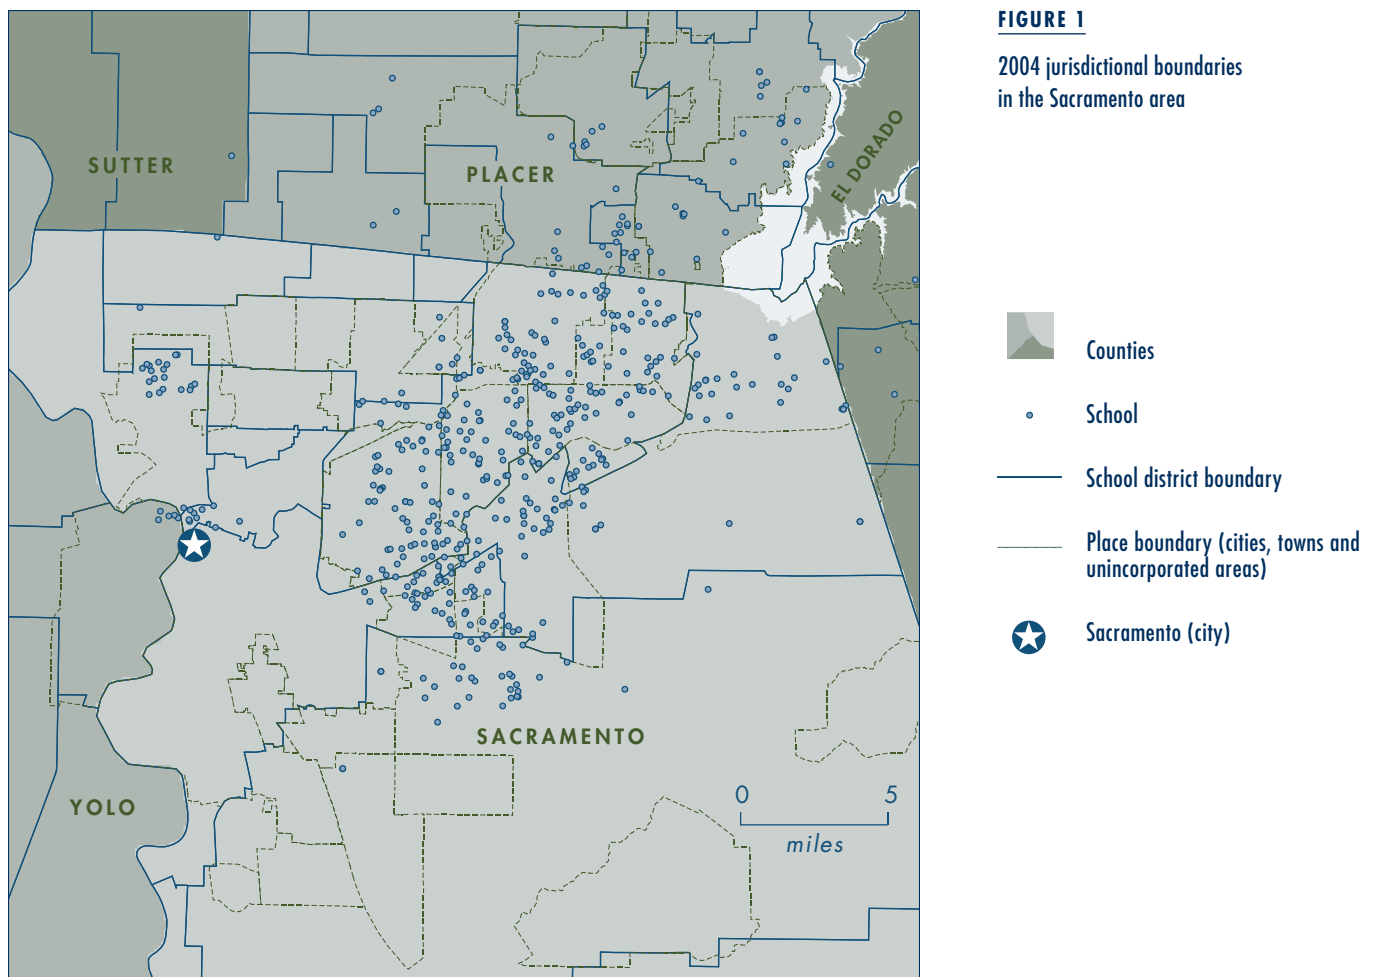 FIGURE 1
2004 jurisdictional boundaries
in the Sacramento area
SUTTER
PLACER
EL DORADO
Counties
School
School district boundary
Place boundary (cities, towns and
unincorporated areas)
Sacramento (city)
SACRAMENTO
YOLO
0 5
miles